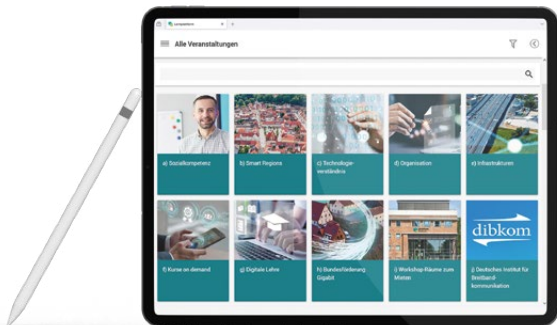 Alle Veranstaltungen
a) Sozialkompetenz
b) Smart Regions
c) Technologie-
verständnis
d) Organisation
e) Infrastrukturen
f) Kurse on demand
g) Digitale Lehre
h) Bundesförderung
Gigabit
i) Workshop-Räume zum
Mieten
dibkom
j) Deutsches Institut für
Breitband-
kommunikation